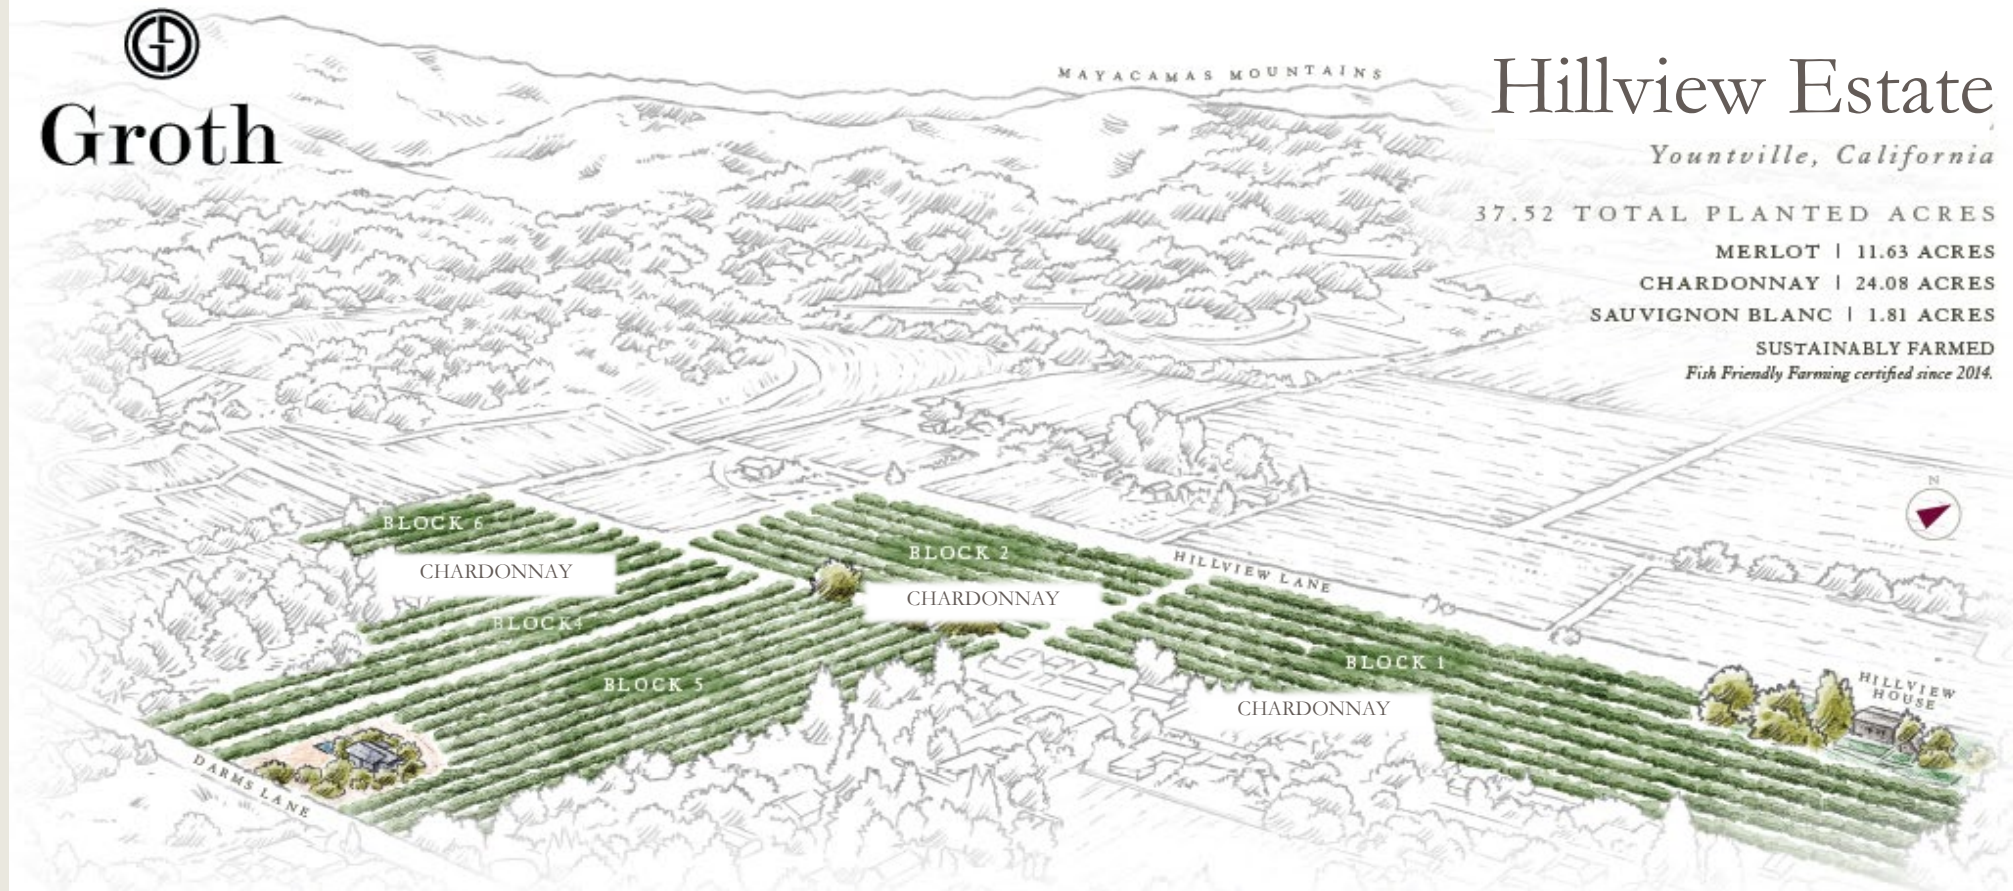 Groth
MAYACAMAS MOUNTAINS
Hillview Estate
Yountville, California
37.52 TOTAL PLANTED ACRES
MERLOT | 11.63 ACRES
CHARDONNAY | 24.08 ACRES
SAUVIGNON BLANC | 1.81 ACRES
SUSTAINABLY FARMED
Fish Friendly Farming certified since 2014.
N
BLOCK 6
CHARDONNAY
BLOCK 2
CHARDONNAY
HILLVIEW LANE
BLOCK4
BLOCK 5
BLOCK 1
CHARDONNAY
HILLVIEW
HOUSE
DARMS LANE